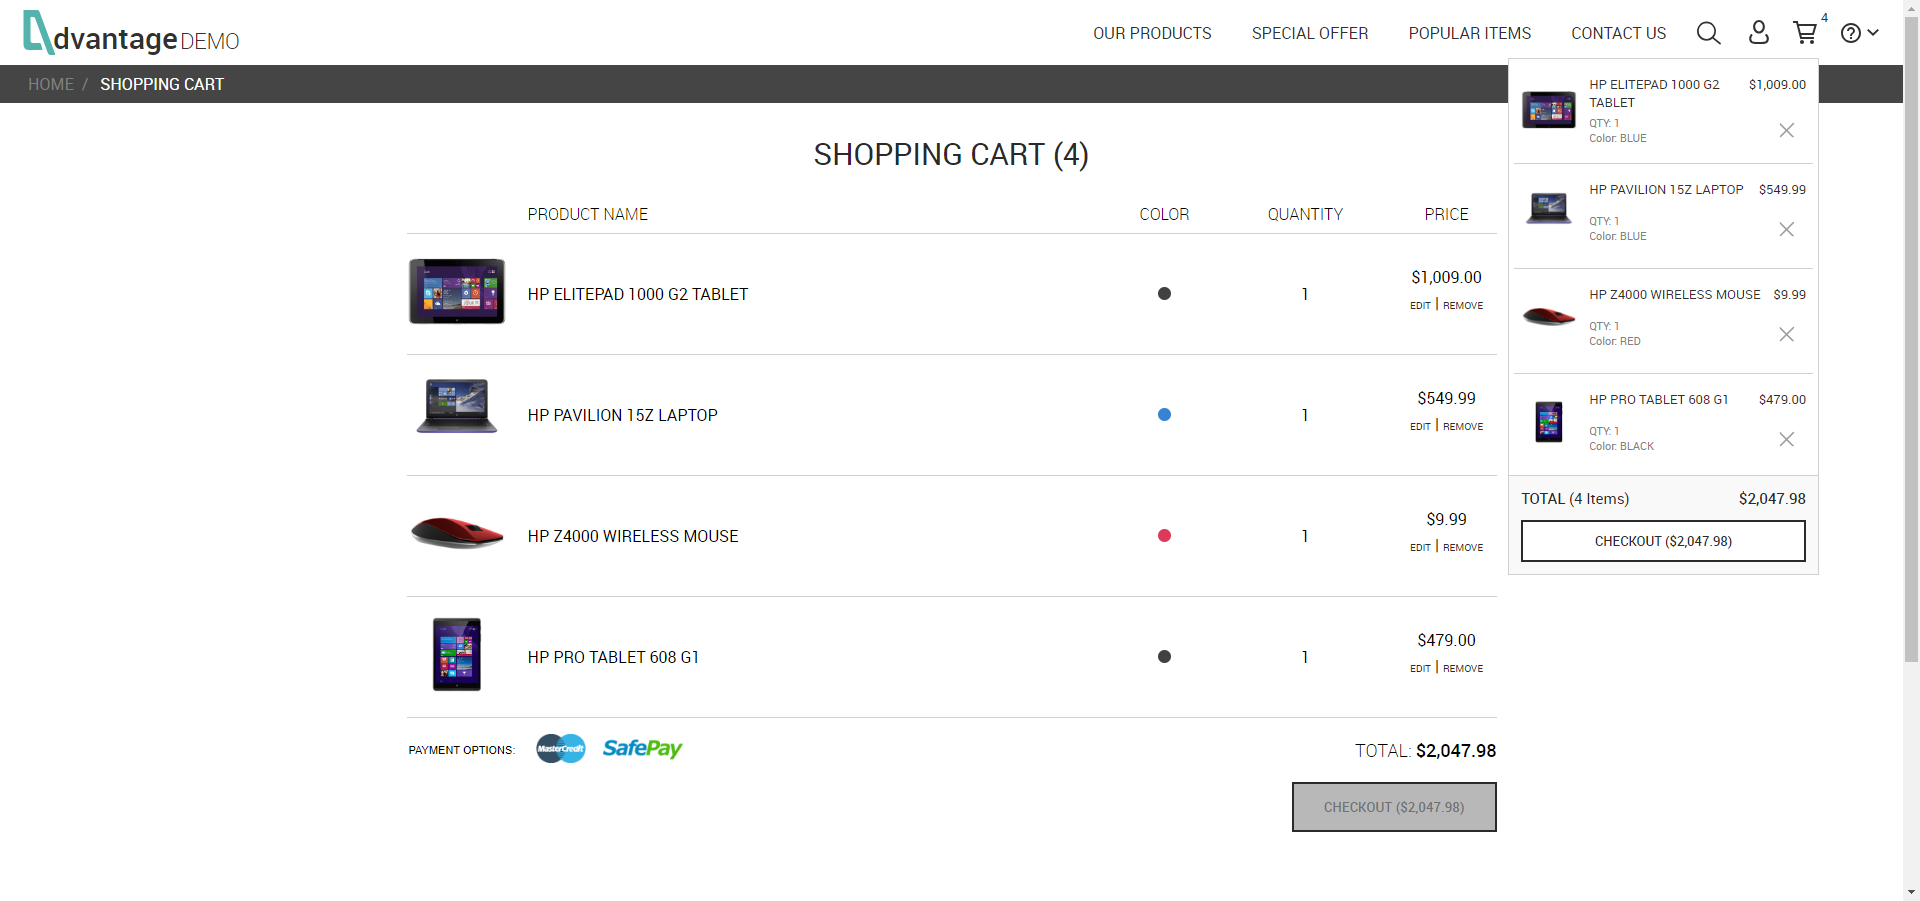 dvantage DEMO
OUR PRODUCTS
SPECIAL OFFER
POPULAR ITEMS
CONTACT US
4
HOME / SHOPPING CART
SHOPPING CART (4)
PRODUCT NAME COLOR QUANTITY PRICE
HP ELITEPAD 1000 G2 TABLET 1 $1,009.00
EDIT | REMOVE
HP PAVILION 15Z LAPTOP 1 $549.99
EDIT | REMOVE
HP Z4000 WIRELESS MOUSE 1 $9.99
EDIT | REMOVE
HP PRO TABLET 608 G1 1 $479.00
EDIT | REMOVE
PAYMENT OPTIONS: MasterCredit SafePay
TOTAL: $2,047.98
CHECKOUT ($2,047.98)
HP ELITEPAD 1000 G2 $1,009.00
TABLET
QTY: 1
Color: BLUE
HP PAVILION 15Z LAPTOP $549.99
QTY: 1
Color: BLUE
HP Z4000 WIRELESS MOUSE $9.99
QTY: 1
Color: RED
HP PRO TABLET 608 G1 $479.00
QTY: 1
Color: BLACK
TOTAL (4 Items) $2,047.98
CHECKOUT ($2,047.98)